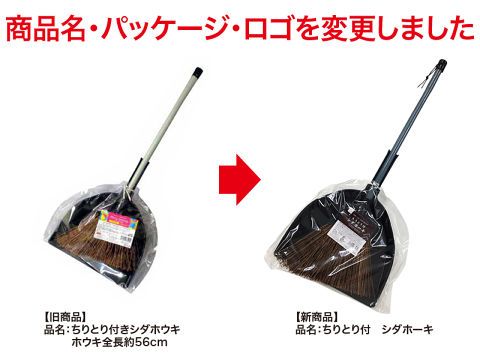 商品名・パッケージ・ロゴを変更しました
【旧商品】
品名：ちりとり付きシダホウキ
ホウキ全長約56cm
【新商品】
品名：ちりとり付　シダホーキ